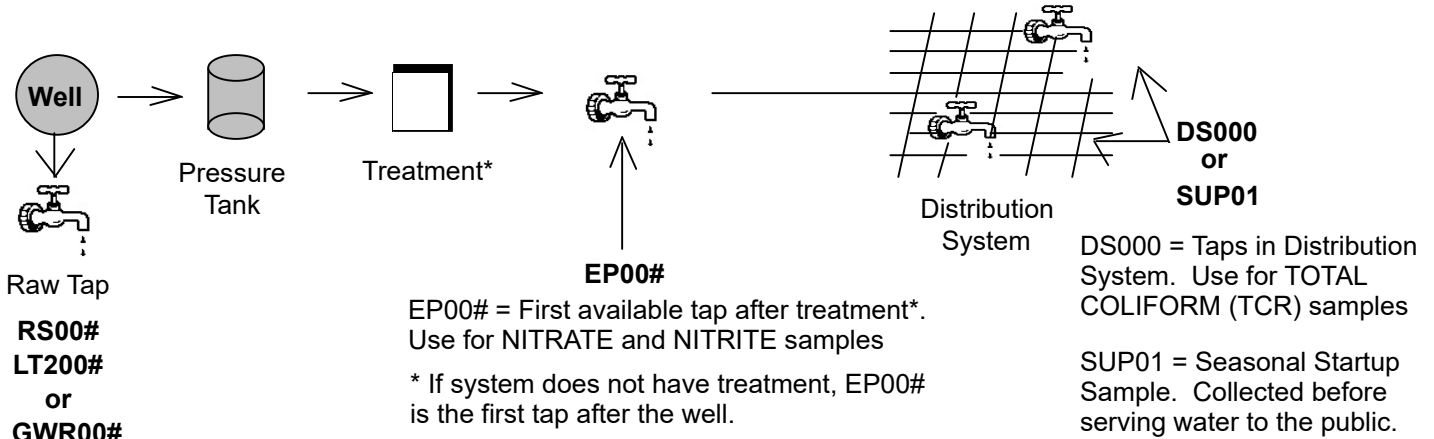 Well
Pressure
Tank
Treatment*
Raw Tap
RS00#
LT200#
or
GWR00#
EP00#
EP00# = First available tap after treatment*.
Use for NITRATE and NITRITE samples
* If system does not have treatment, EP00#
is the first tap after the well.
Distribution
System
DS000
or
SUP01
DS000 = Taps in Distribution
System. Use for TOTAL
COLIFORM (TCR) samples
SUP01 = Seasonal Startup
Sample. Collected before
serving water to the public.